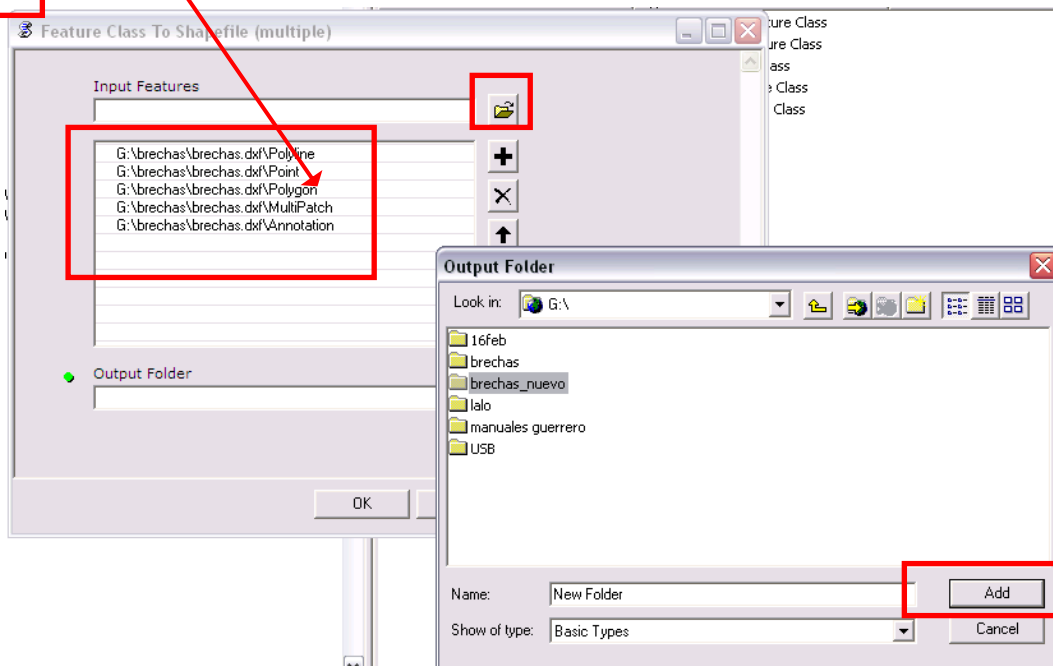 ture Class
ure Class
ass
e Class
Class
Feature Class To Shapefile (multiple)
Input Features
G:\brechas\brechas.dxf\Polyline
G:\brechas\brechas.dxf\Point
G:\brechas\brechas.dxf\Polygon
G:\brechas\brechas.dxf\MultiPatch
G:\brechas\brechas.dxf\Annotation
Output Folder
OK
Output Folder
Look in: G:\
16feb
brechas
brechas_nuevo
lalo
manuales guerrero
USB
Name: New Folder Add
Show of type: Basic Types Cancel